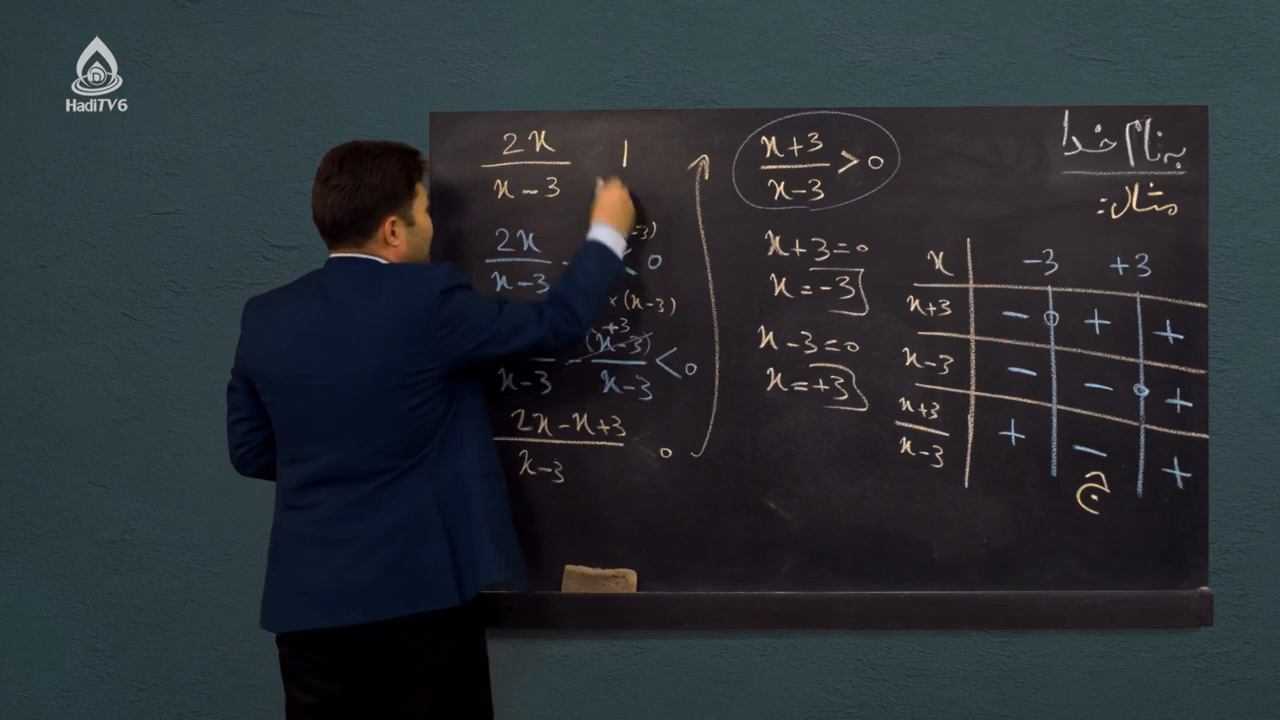 HadiTV6
به نام خدا
مثال:
2x/(x-3) 1
2x/(x-3) - < 0
×(x-3)
+3
x-3 - (x-3)/(x-3) < 0
(2x-x+3)/(x-3) 0
(x+3)/(x-3) > 0
x+3=0
x=-3
x-3=0
x=+3
x -3 +3
x+3 - 0 + +
x-3 - - 0 +
(x+3)/(x-3) + - +
ج